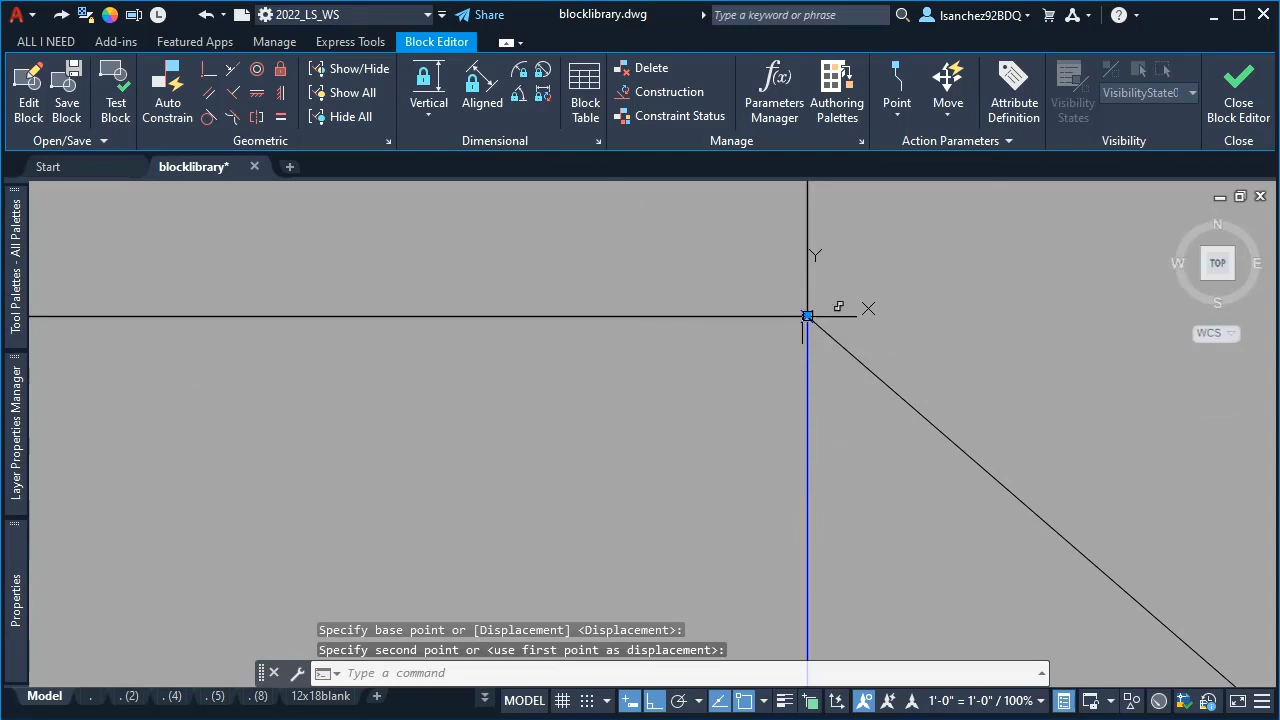 2022_LS_WS
Share
blocklibrary.dwg
Type a keyword or phrase
lsanchez92BDQ
ALL I NEED
Add-ins
Featured Apps
Manage
Express Tools
Block Editor
Edit
Block
Save
Block
Test
Block
Open/Save
Auto
Constrain
Show/Hide
Show All
Hide All
Geometric
Vertical
Aligned
Block
Table
Dimensional
Delete
Construction
Constraint Status
Parameters
Manager
Authoring
Palettes
Manage
Point
Move
Attribute
Definition
Action Parameters
Visibility
States
VisibilityState0
Visibility
Close
Block Editor
Close
Start
blocklibrary*
Tool Palettes - All Palettes
Layer Properties Manager
Properties
Y
X
N
W
TOP
E
S
WCS
Specify base point or [Displacement] <Displacement>:
Specify second point or <use first point as displacement>:
Type a command
Model
.
. (2)
. (4)
. (5)
. (8)
12x18blank
MODEL
1'-0" = 1'-0" / 100%